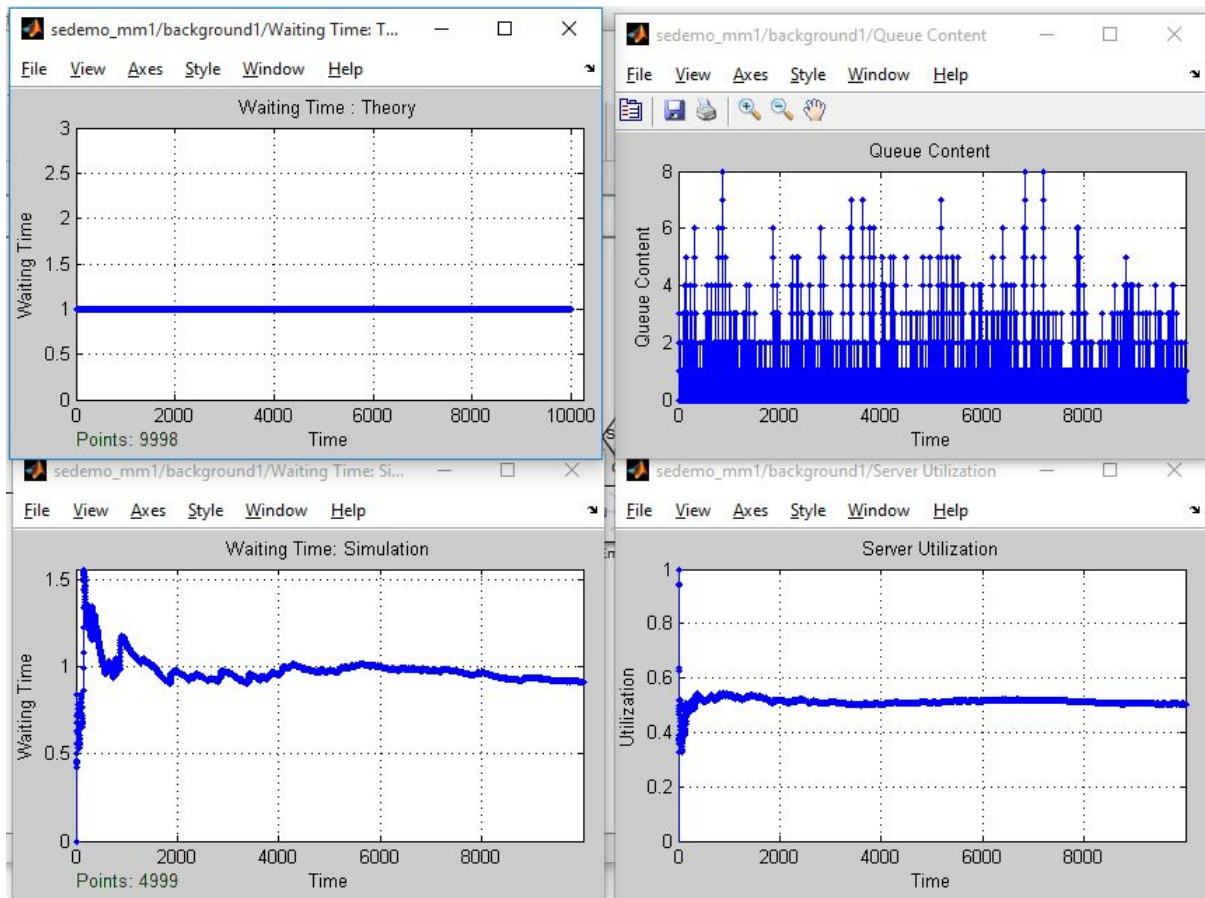 sedemo_mm1/background1/Waiting Time: T...
File View Axes Style Window Help
Waiting Time : Theory
3
2.5
2
1.5
1
0.5
0
Waiting Time
0 2000 4000 6000 8000 10000
Points: 9998 Time
sedemo_mm1/background1/Queue Content
File View Axes Style Window Help
Queue Content
8
6
4
2
0
Queue Content
0 2000 4000 6000 8000
Time
sedemo_mm1/background1/Waiting Time: Si...
File View Axes Style Window Help
Waiting Time: Simulation
1.5
1
0.5
0
Waiting Time
0 2000 4000 6000 8000
Points: 4999 Time
sedemo_mm1/background1/Server Utilization
File View Axes Style Window Help
Server Utilization
1
0.8
0.6
0.4
0.2
0
Utilization
0 2000 4000 6000 8000
Time